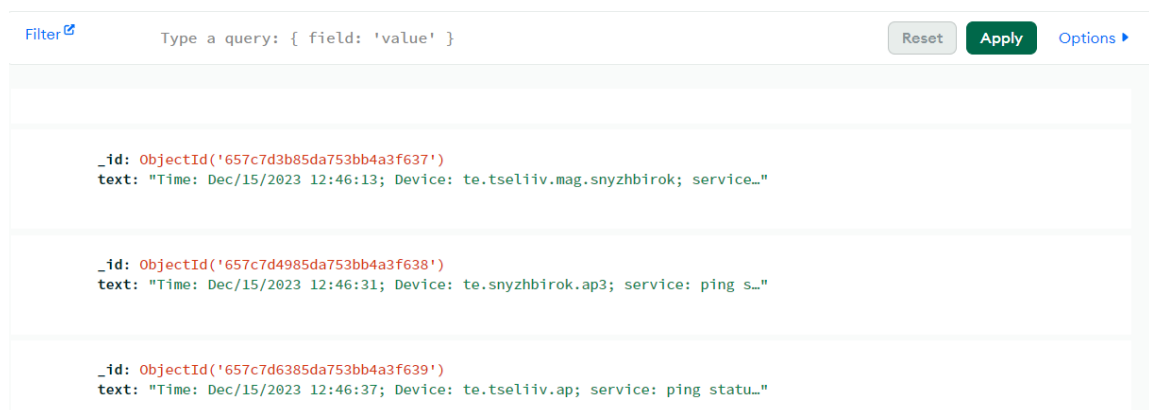 Filter
Type a query: { field: 'value' }
Reset
Apply
Options
_id: ObjectId('657c7d3b85da753bb4a3f637')
text: "Time: Dec/15/2023 12:46:13; Device: te.tseliiv.mag.snyzhbirok; service…"
_id: ObjectId('657c7d4985da753bb4a3f638')
text: "Time: Dec/15/2023 12:46:31; Device: te.snyzhbirok.ap3; service: ping s…"
_id: ObjectId('657c7d6385da753bb4a3f639')
text: "Time: Dec/15/2023 12:46:37; Device: te.tseliiv.ap; service: ping statu…"